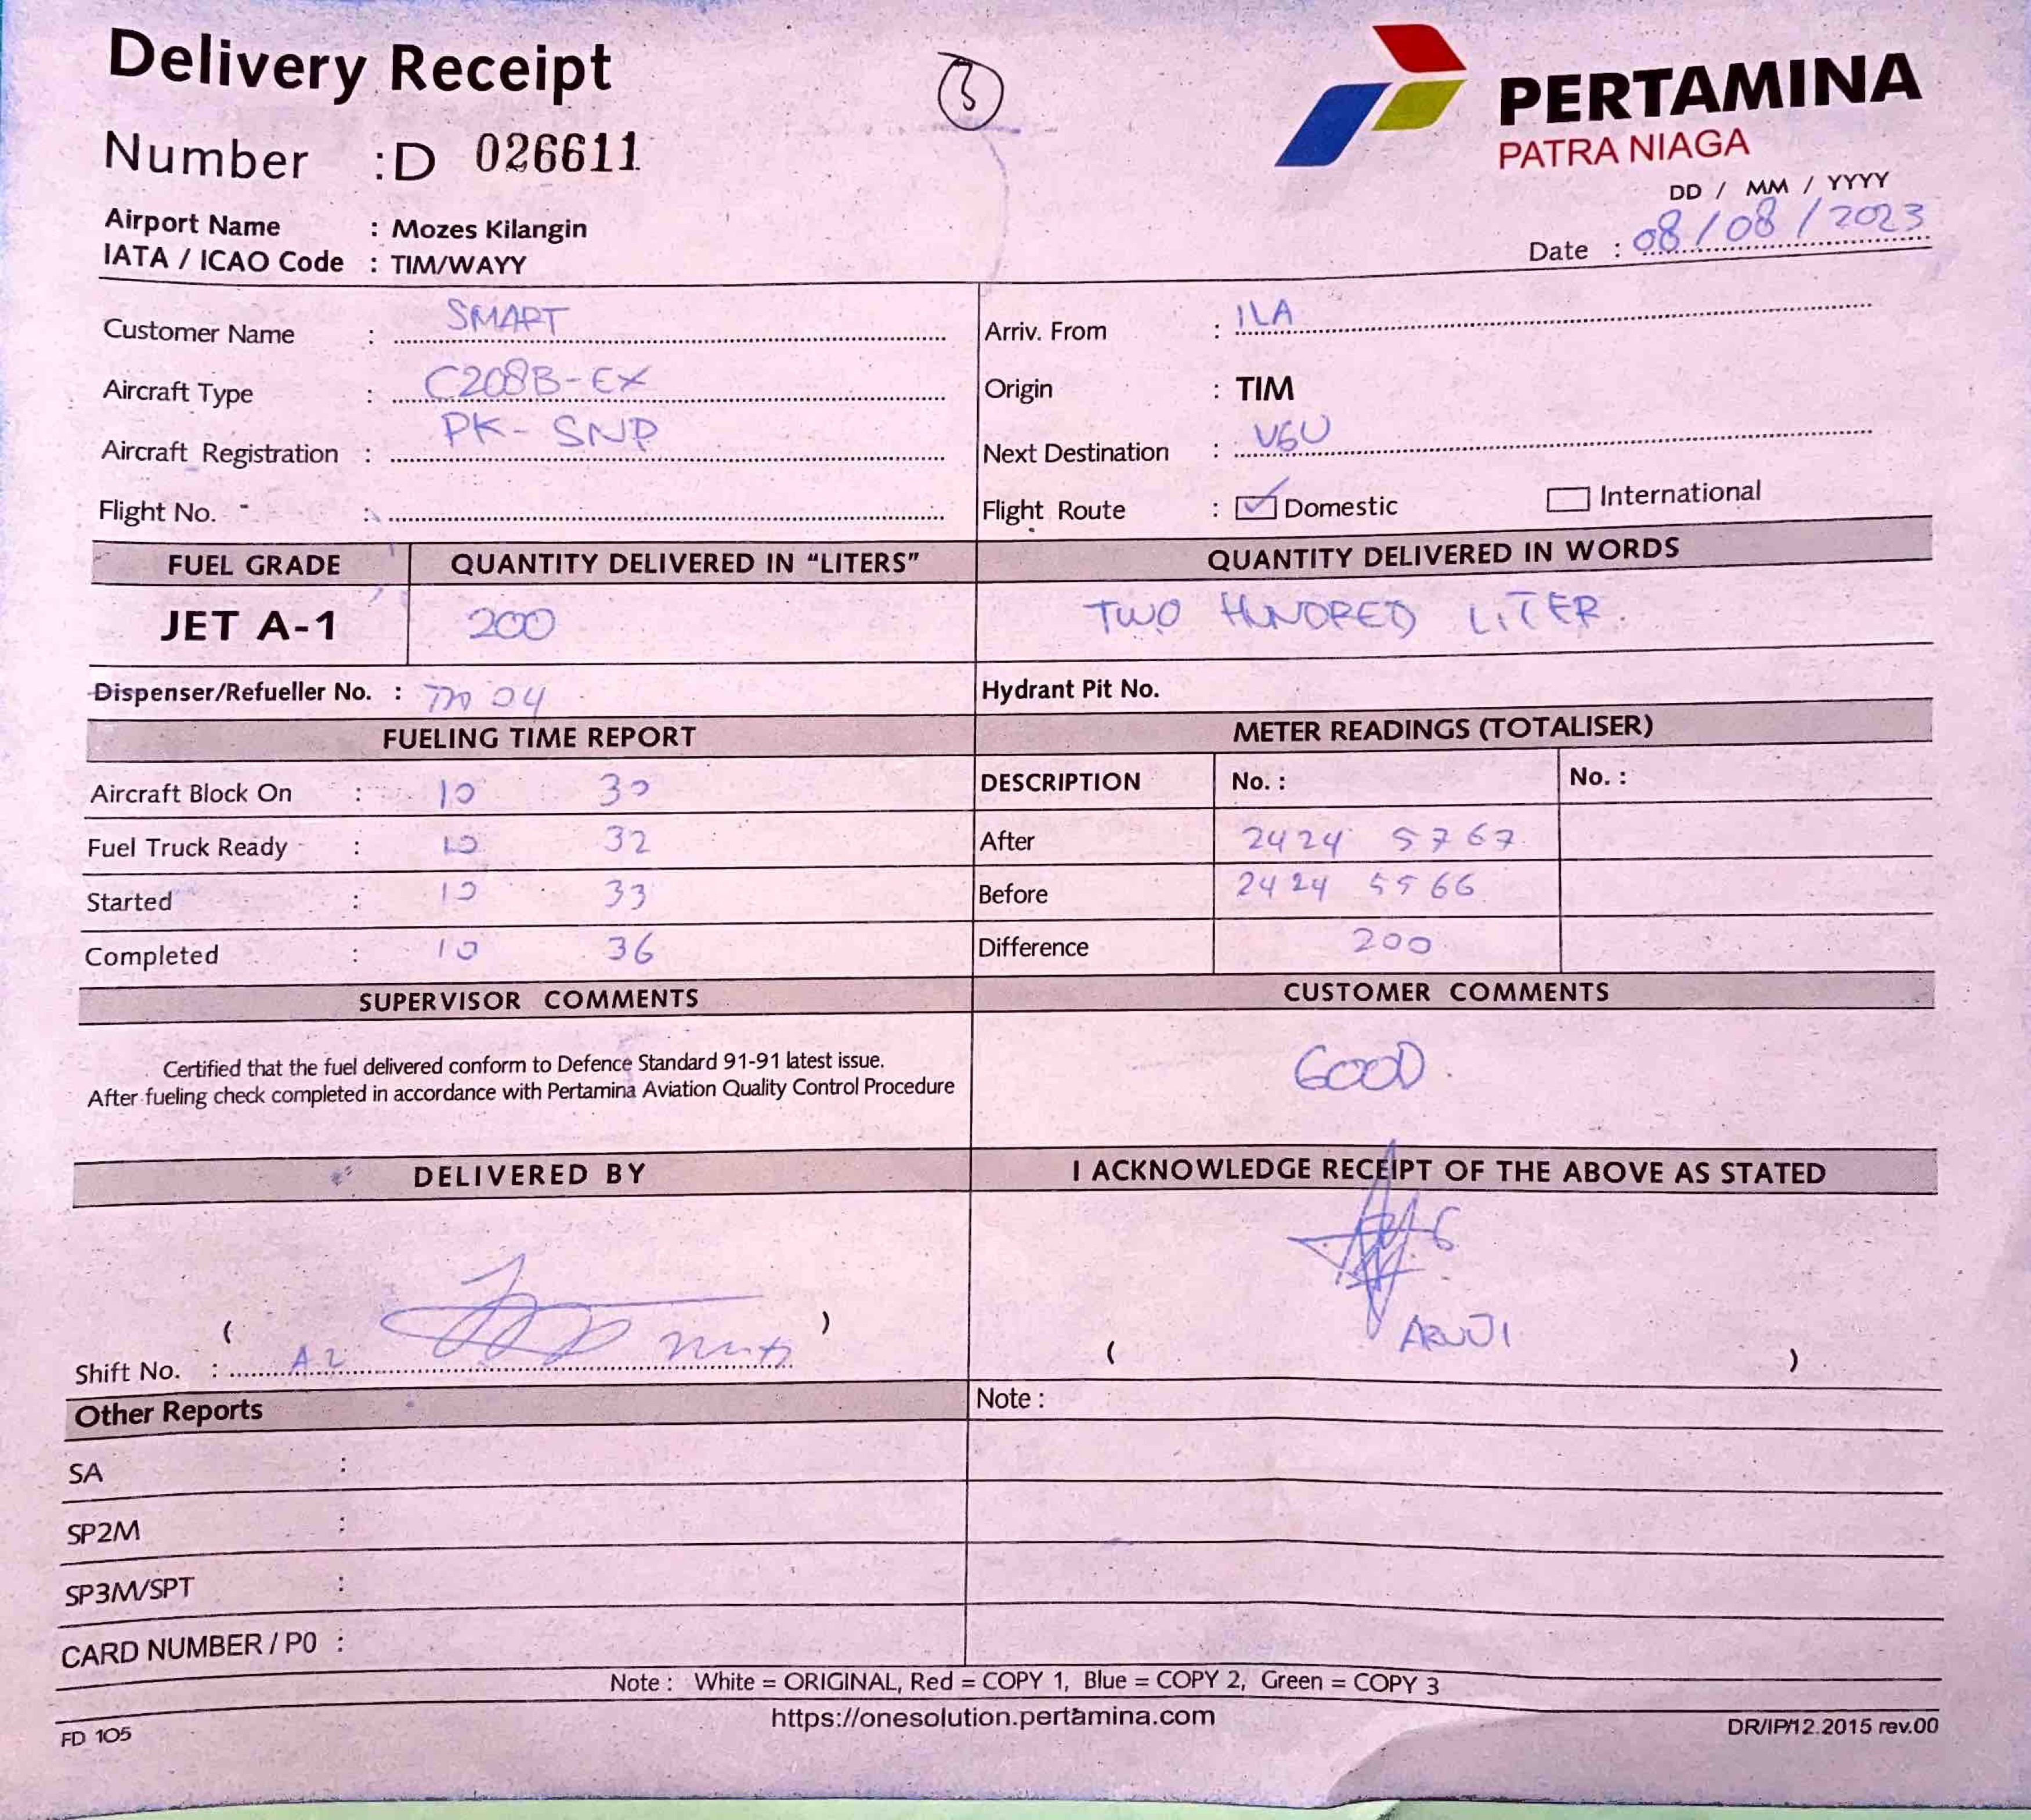 Delivery Receipt
3
PERTAMINA
PATRA NIAGA
Number : D 026611
DD / MM / YYYY
Date : 08/08/2023
Airport Name : Mozes Kilangin
IATA / ICAO Code : TIM/WAYY
Customer Name : SMART
Arriv. From : ILA
Aircraft Type : C208B-EX
Origin : TIM
Aircraft Registration : PK-SNP
Next Destination :
Flight No. - :
Flight Route : Domestic International
FUEL GRADE QUANTITY DELIVERED IN “LITERS” QUANTITY DELIVERED IN WORDS
JET A-1 200 TWO HUNDRED LITER.
Dispenser/Refueller No. : 04
Hydrant Pit No.
FUELING TIME REPORT METER READINGS (TOTALISER)
Aircraft Block On : 10 30
DESCRIPTION No. : No. :
Fuel Truck Ready : 10 32
After 2424 5767
Started : 10 33
Before 2424 5566
Completed : 10 36
Difference 200
SUPERVISOR COMMENTS CUSTOMER COMMENTS
Certified that the fuel delivered conform to Defence Standard 91-91 latest issue.
After fueling check completed in accordance with Pertamina Aviation Quality Control Procedure
GOOD.
DELIVERED BY I ACKNOWLEDGE RECEIPT OF THE ABOVE AS STATED
( )
( )
Shift No. : A2
Other Reports Note :
SA :
SP2M :
SP3M/SPT :
CARD NUMBER / P0 :
Note : White = ORIGINAL, Red = COPY 1, Blue = COPY 2, Green = COPY 3
https://onesolution.pertamina.com
FD 105
DR/IP/12.2015 rev.00